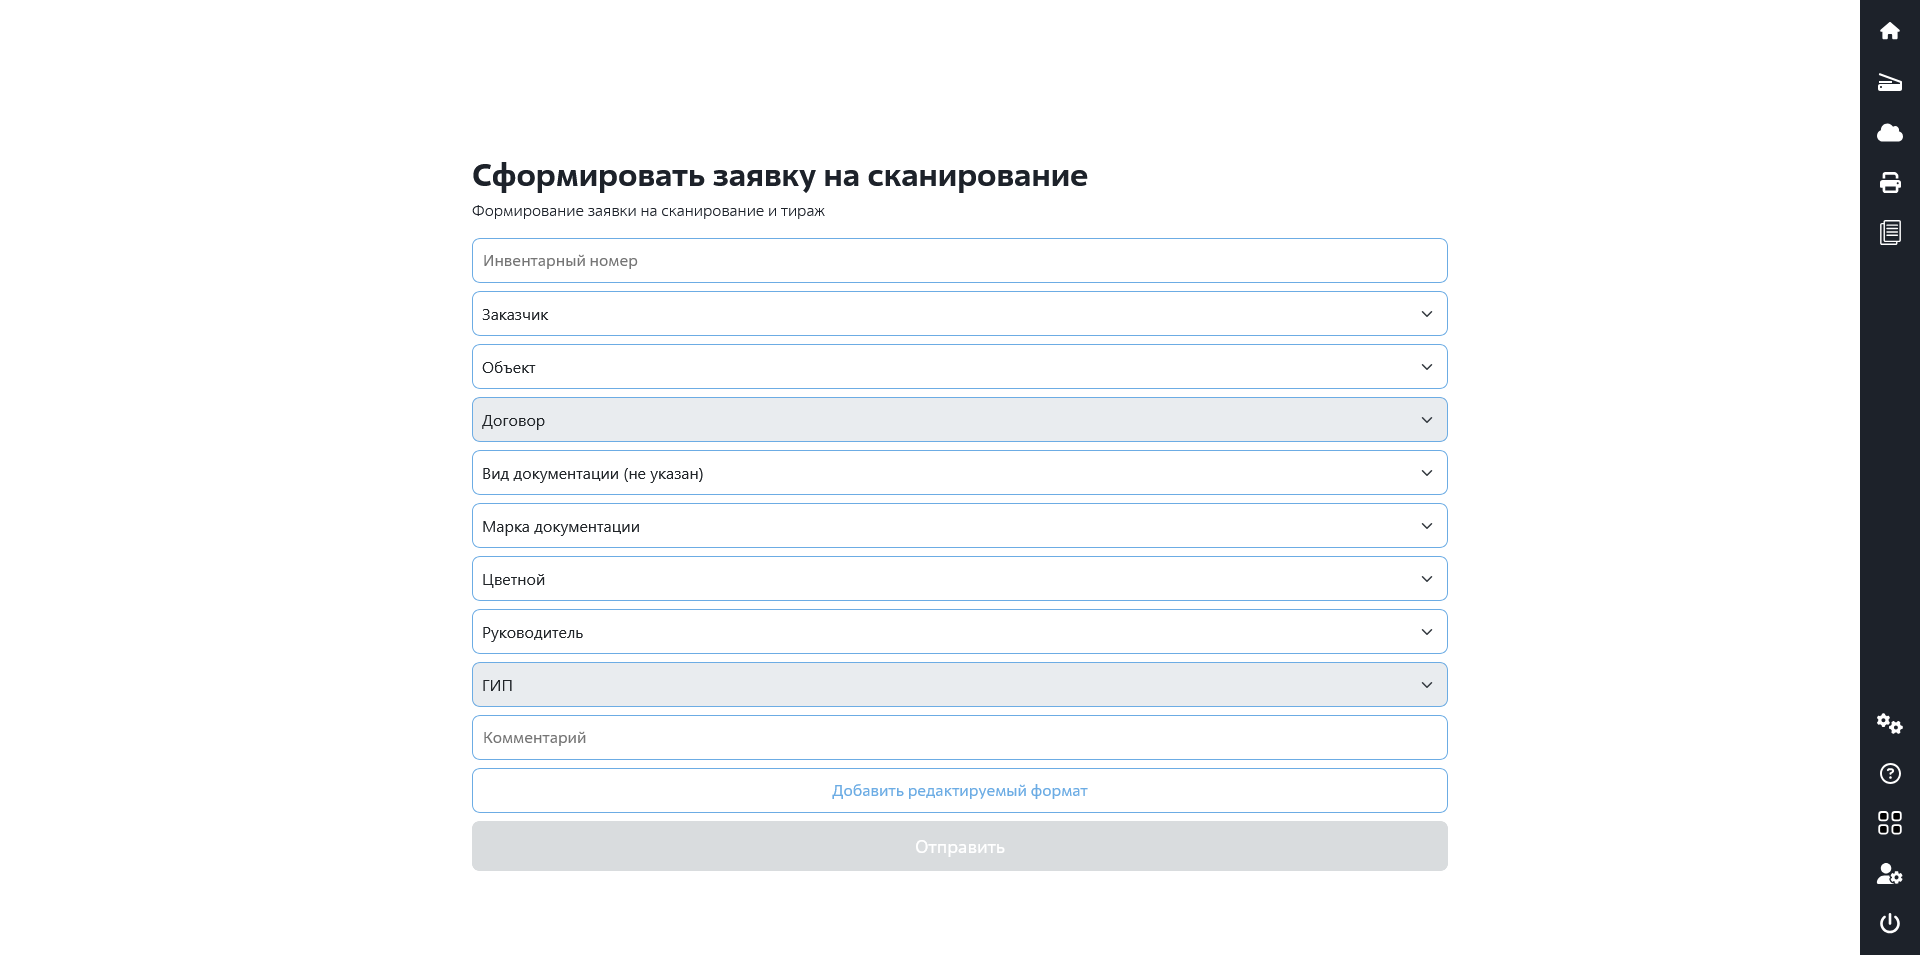 Сформировать заявку на сканирование
Формирование заявки на сканирование и тираж
Инвентарный номер
Заказчик
Объект
Договор
Вид документации (не указан)
Марка документации
Цветной
Руководитель
ГИП
Комментарий
Добавить редактируемый формат
Отправить